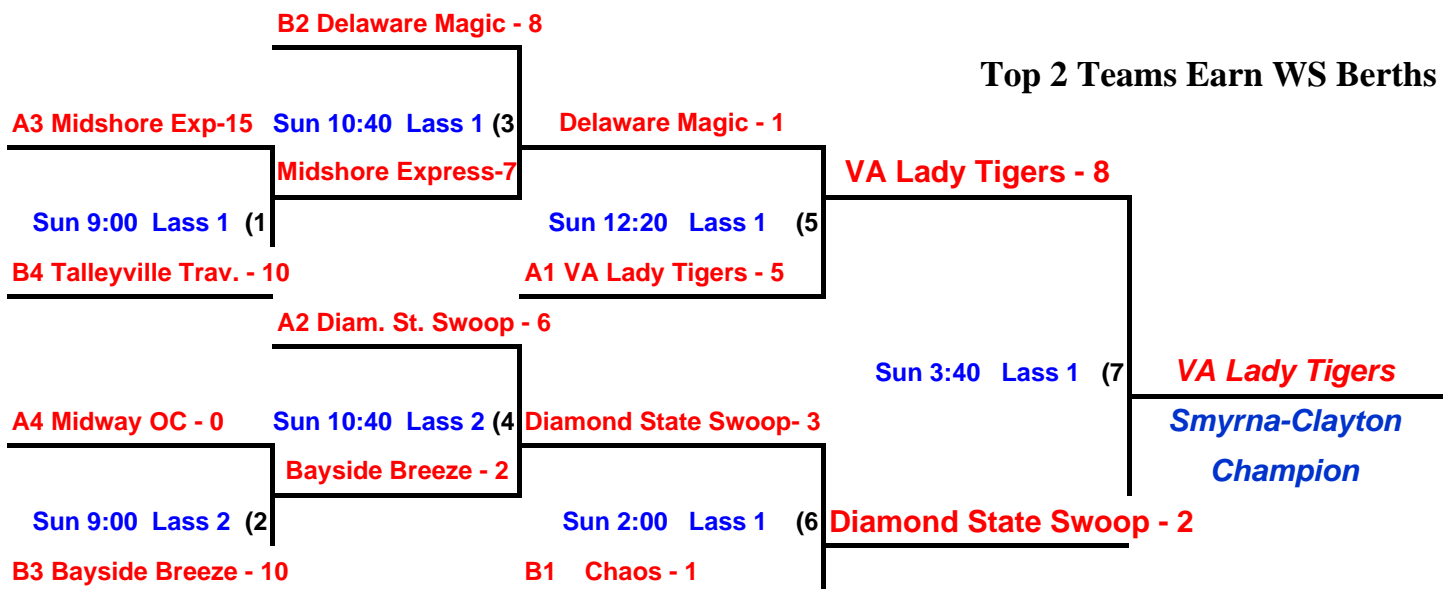 B2 Delaware Magic - 8
Top 2 Teams Earn WS Berths
A3 Midshore Exp-15
Sun 10:40 Lass 1 (3
Delaware Magic - 1
Midshore Express-7
VA Lady Tigers - 8
Sun 9:00 Lass 1 (1
Sun 12:20 Lass 1 (5
B4 Talleyville Trav. - 10
A1 VA Lady Tigers - 5
A2 Diam. St. Swoop - 6
Sun 3:40 Lass 1 (7
VA Lady Tigers
A4 Midway OC - 0
Sun 10:40 Lass 2 (4
Diamond State Swoop- 3
Smyrna-Clayton
Bayside Breeze - 2
Champion
Sun 9:00 Lass 2 (2
Sun 2:00 Lass 1 (6
Diamond State Swoop - 2
B3 Bayside Breeze - 10
B1 Chaos - 1